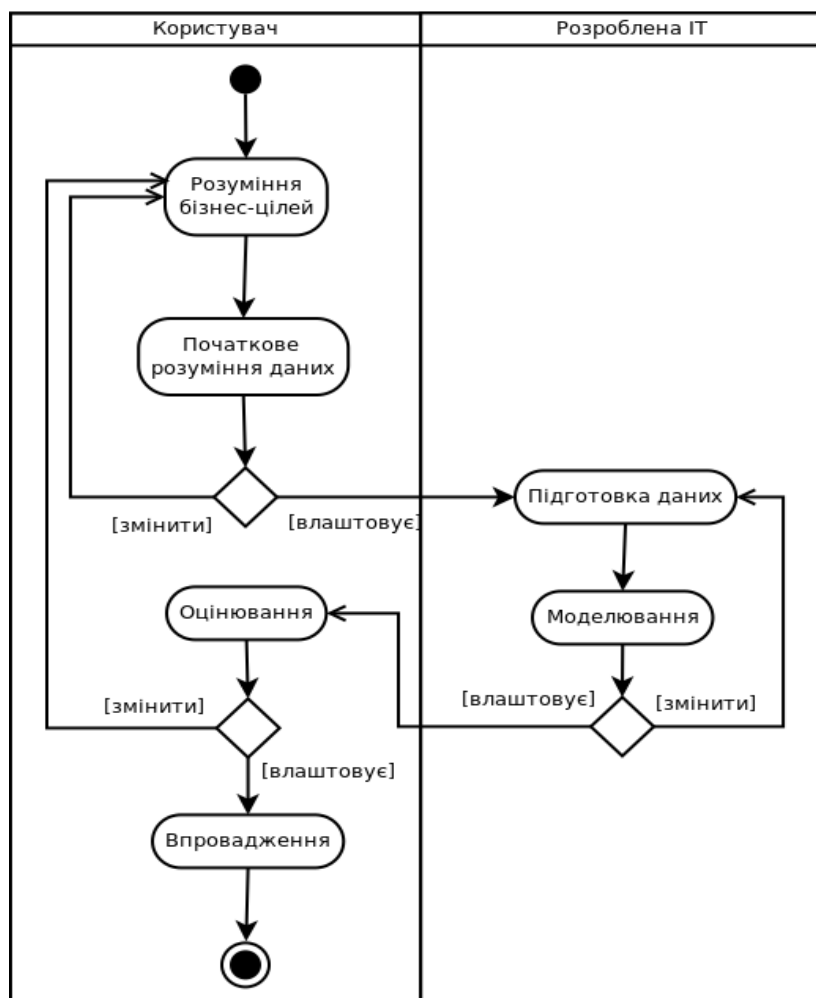 Користувач
Розроблена ІТ
Розуміння
бізнес-цілей
Початкове
розуміння даних
[змінити]
[влаштовує]
Підготовка даних
Моделювання
[влаштовує]
[змінити]
Оцінювання
[змінити]
[влаштовує]
Впровадження